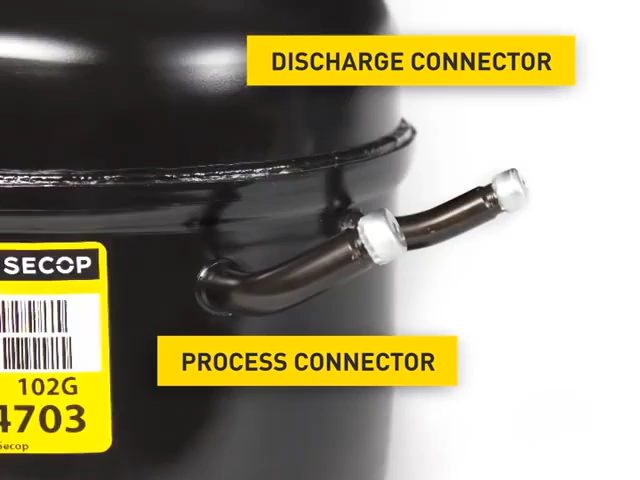 DISCHARGE CONNECTOR
SECOP
PROCESS CONNECTOR
102G
4703
Secop